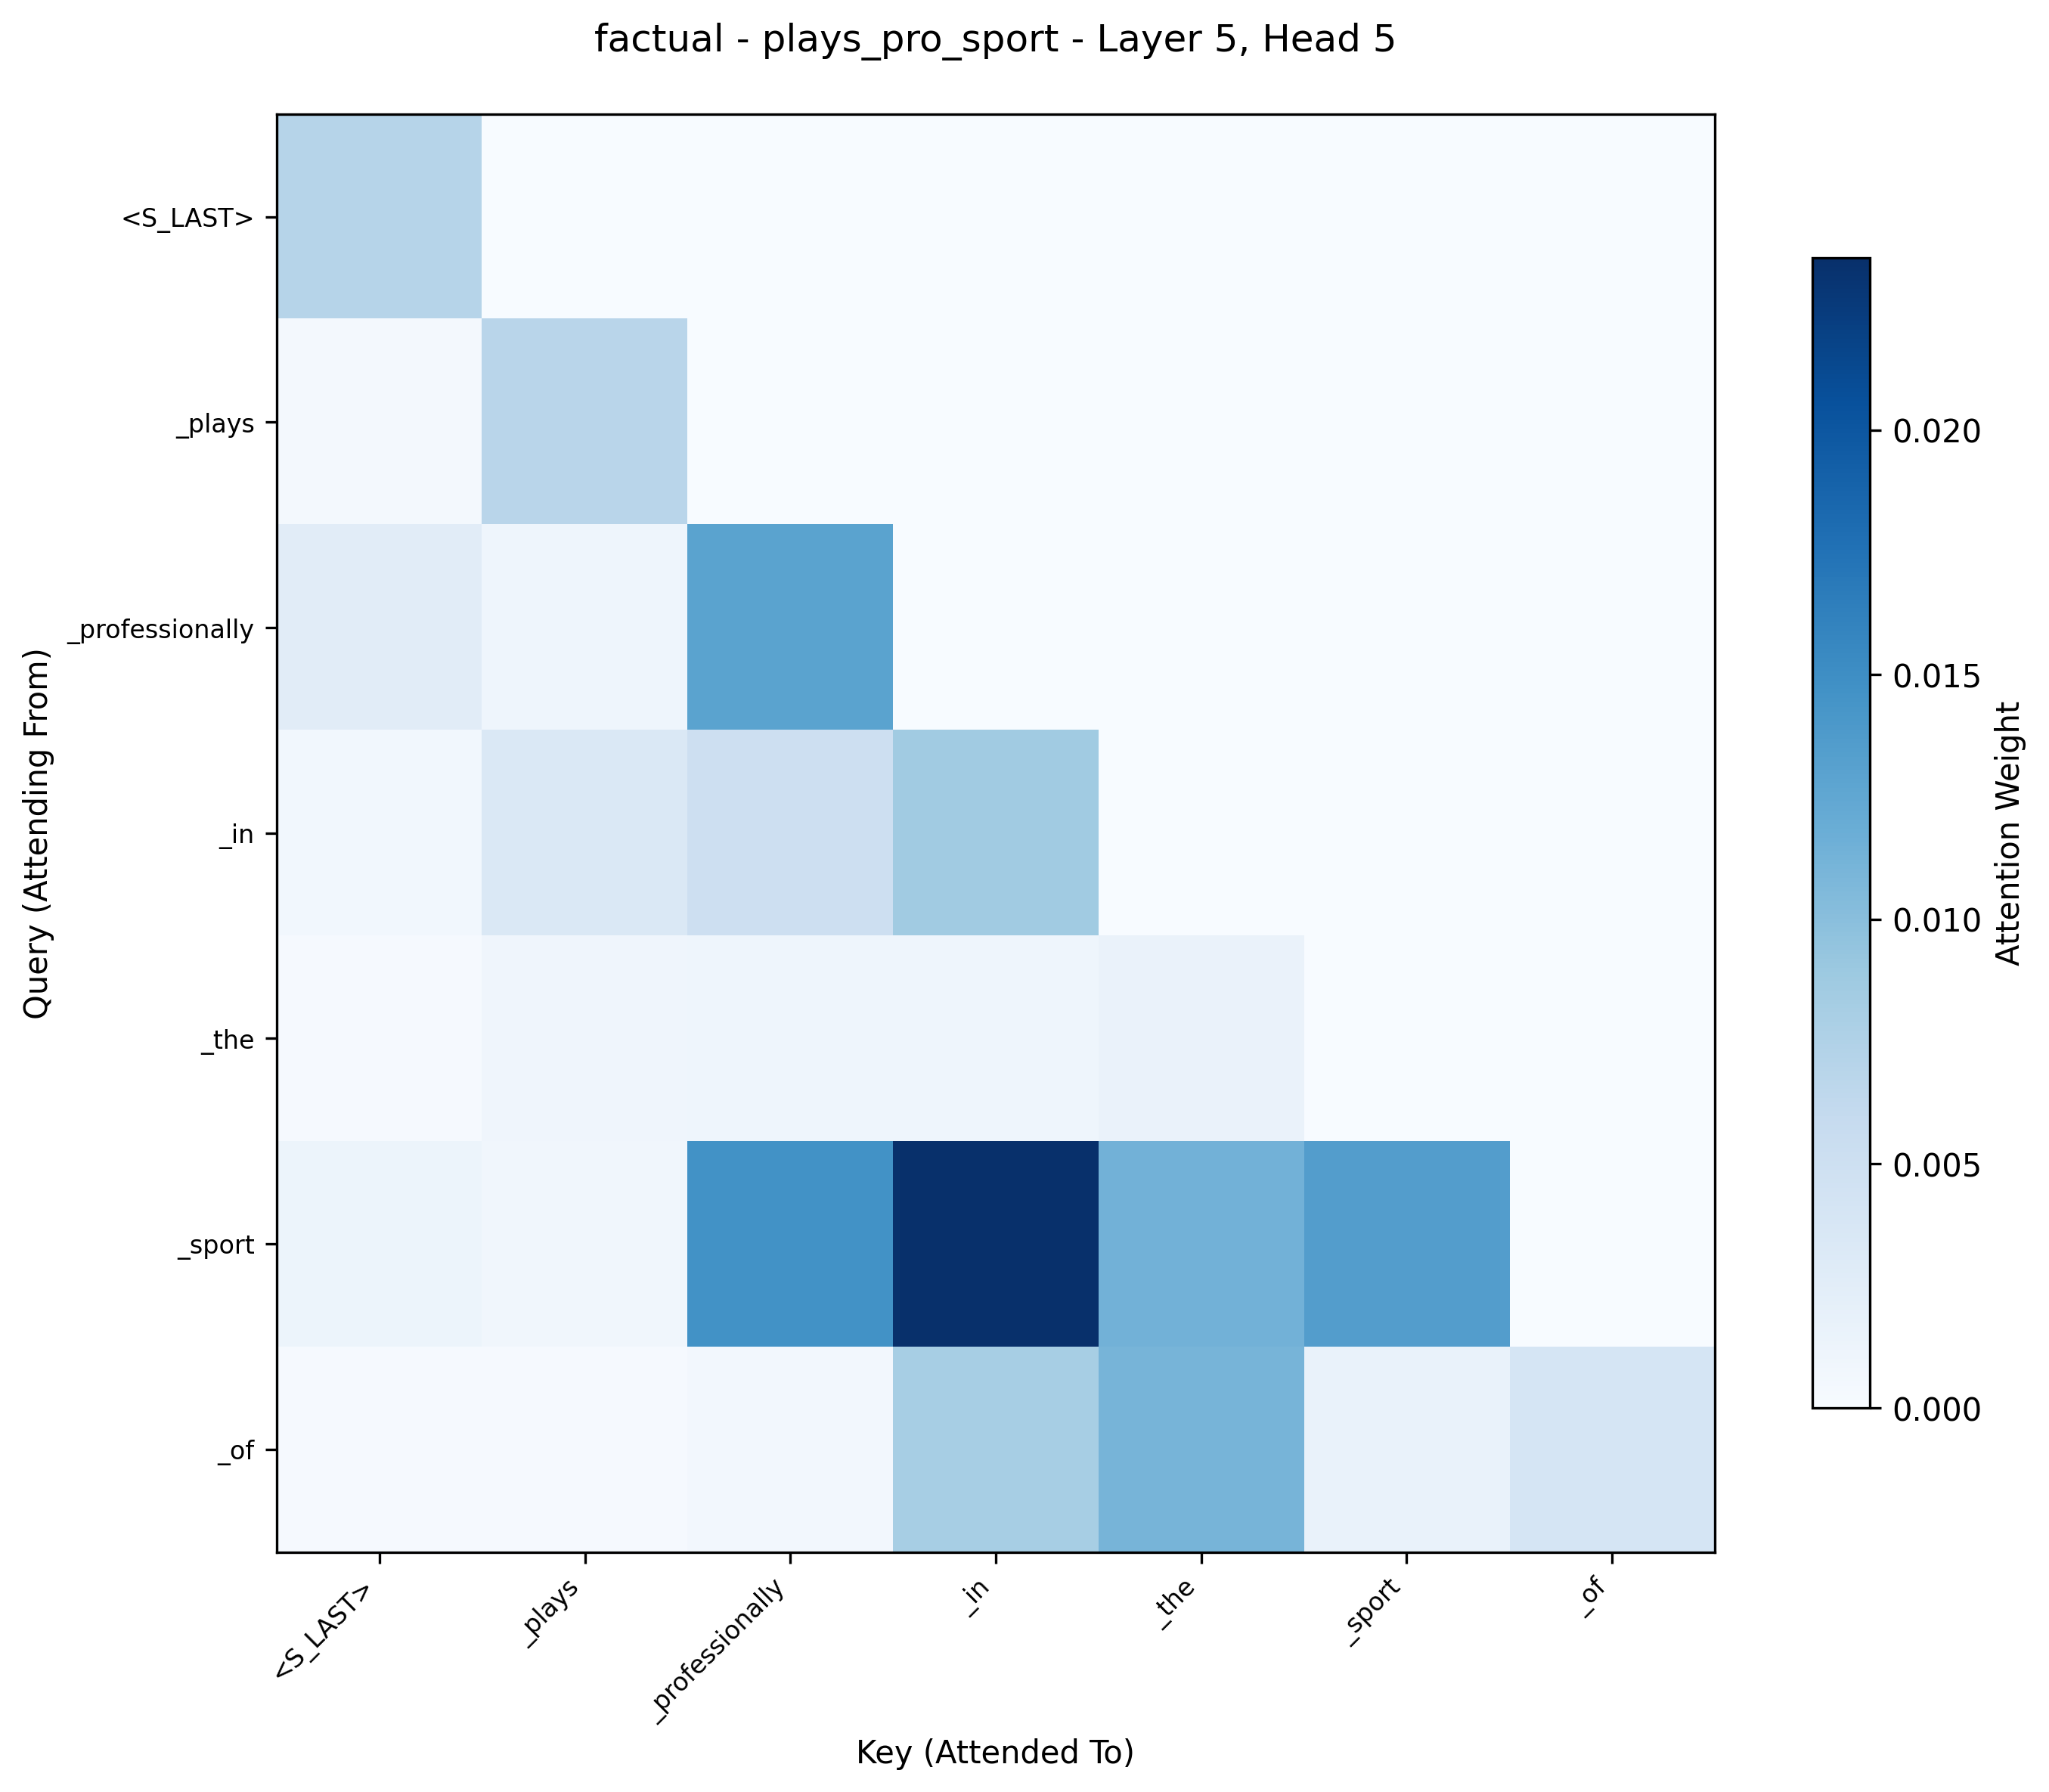 factual - plays_pro_sport - Layer 5, Head 5
Query (Attending From)
<S_LAST>
_plays
_professionally
_in
_the
_sport
_of
<S_LAST>
_plays
_professionally
_in
_the
_sport
_of
Key (Attended To)
0.020
0.015
0.010
0.005
0.000
Attention Weight